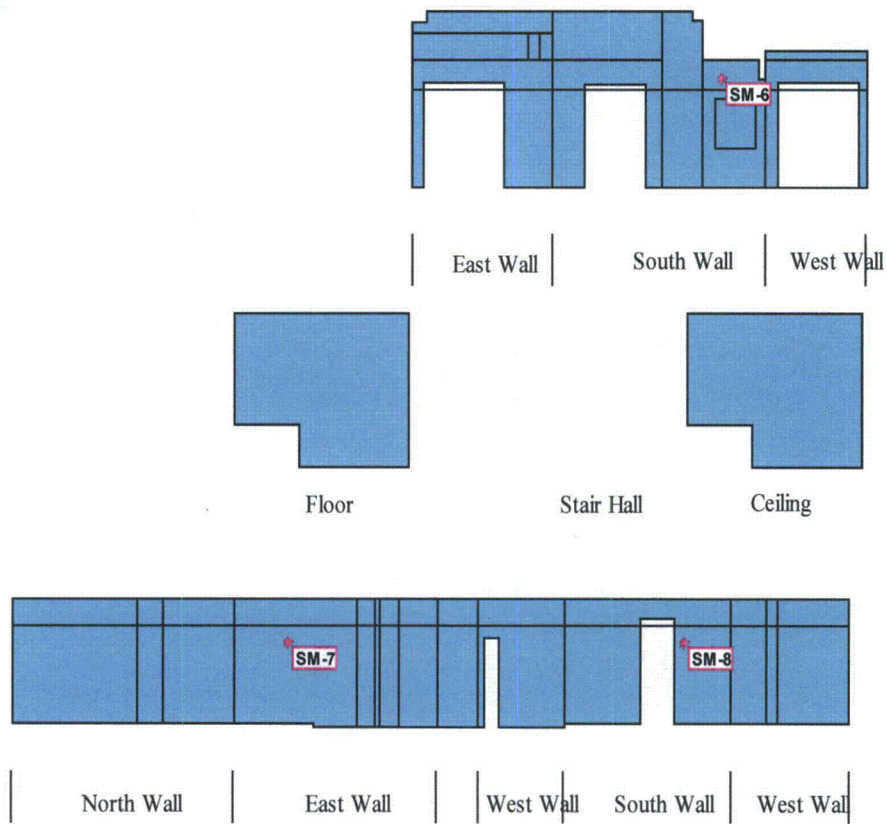 SM-6
East Wall South Wall West Wall
Floor Stair Hall Ceiling
SM-7 SM-8
North Wall East Wall West Wall South Wall West Wall